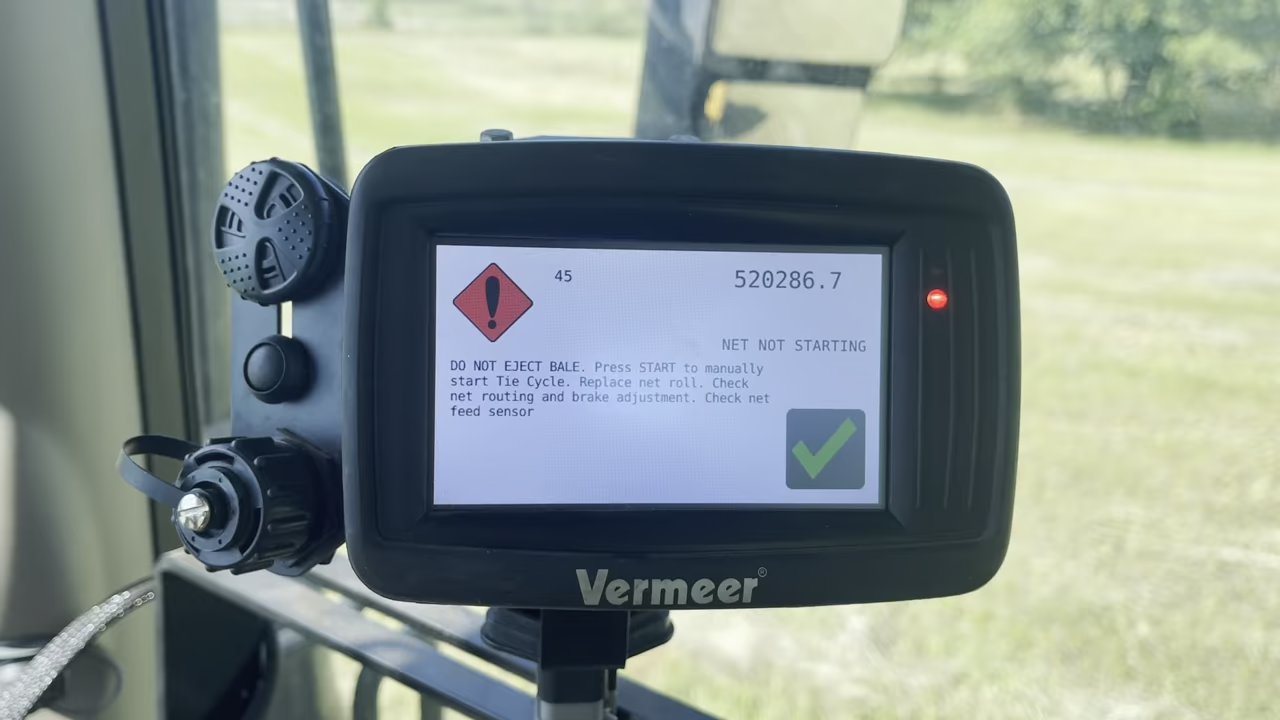 45
520286.7
NET NOT STARTING
DO NOT EJECT BALE. Press START to manually
start Tie Cycle. Replace net roll. Check
net routing and brake adjustment. Check net
feed sensor
Vermeer®